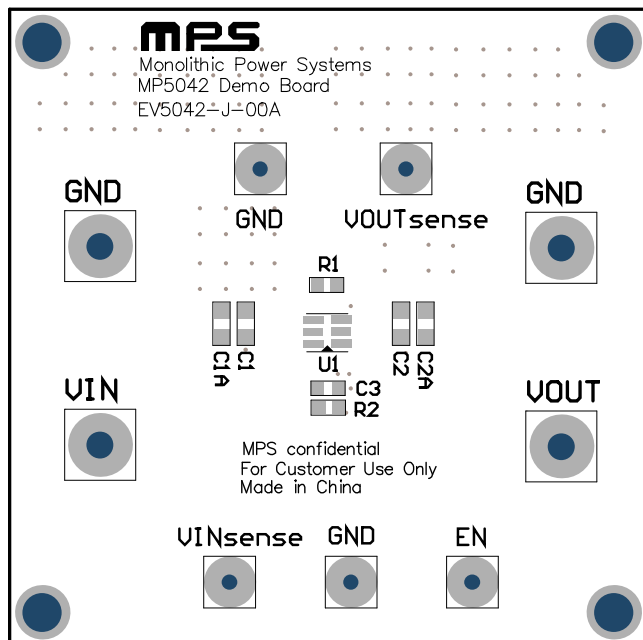 MPS
Monolithic Power Systems
MP5042 Demo Board
EV5042-J-00A
GND
GND
VOUTsense
GND
R1
C1A
C1
U1
C2
C2A
VIN
C3
R2
VOUT
MPS confidential
For Customer Use Only
Made in China
VINsense
GND
EN